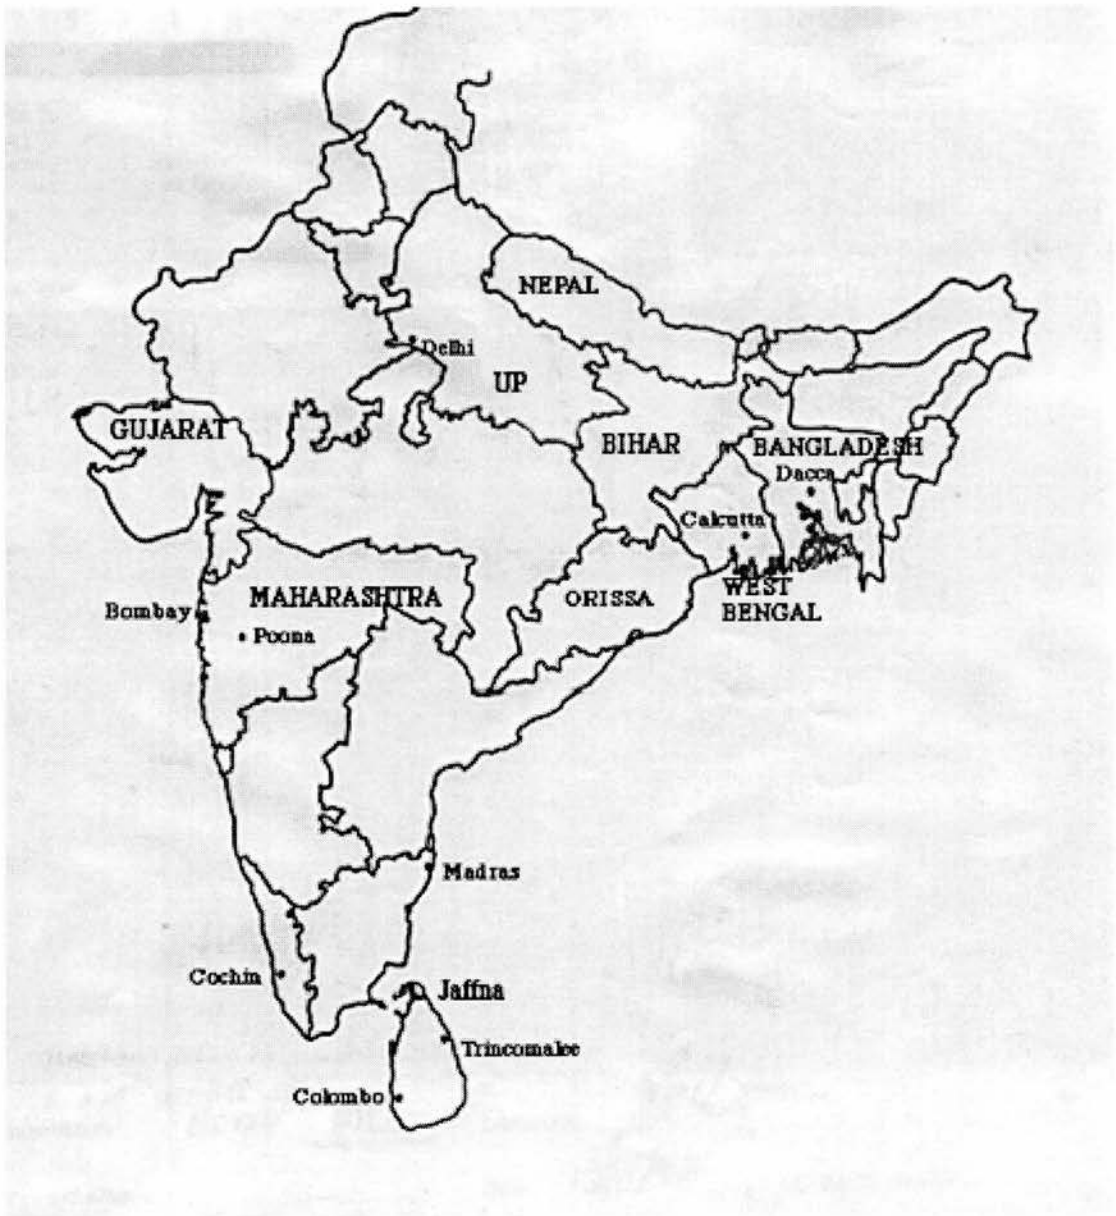 NEPAL
Delhi
UP
GUJARAT
BIHAR
BANGLADESH
Dacca
Calcutta
WEST
BENGAL
MAHARASHTRA
ORISSA
Bombay
Poona
Madras
Cochin
Jaffna
Trincomalee
Colombo